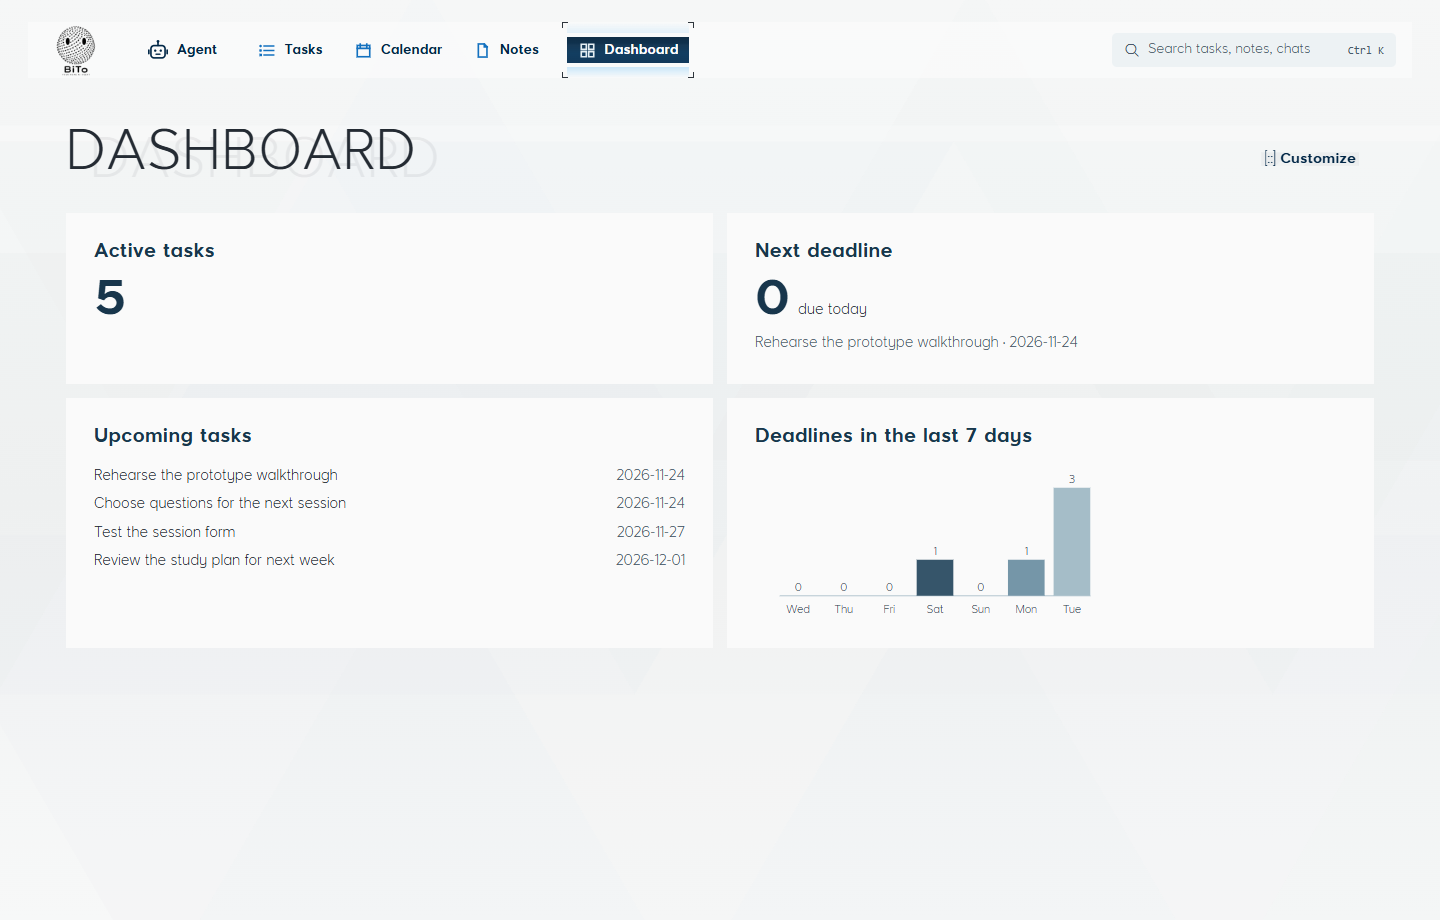 BiTo
Agent
Tasks
Calendar
Notes
Dashboard
Search tasks, notes, chats
Ctrl K
DASHBOARD
[::] Customize
Active tasks
5
Next deadline
0 due today
Rehearse the prototype walkthrough · 2026-11-24
Upcoming tasks
Rehearse the prototype walkthrough 2026-11-24
Choose questions for the next session 2026-11-24
Test the session form 2026-11-27
Review the study plan for next week 2026-12-01
Deadlines in the last 7 days
0 0 0 1 0 1 3
Wed Thu Fri Sat Sun Mon Tue